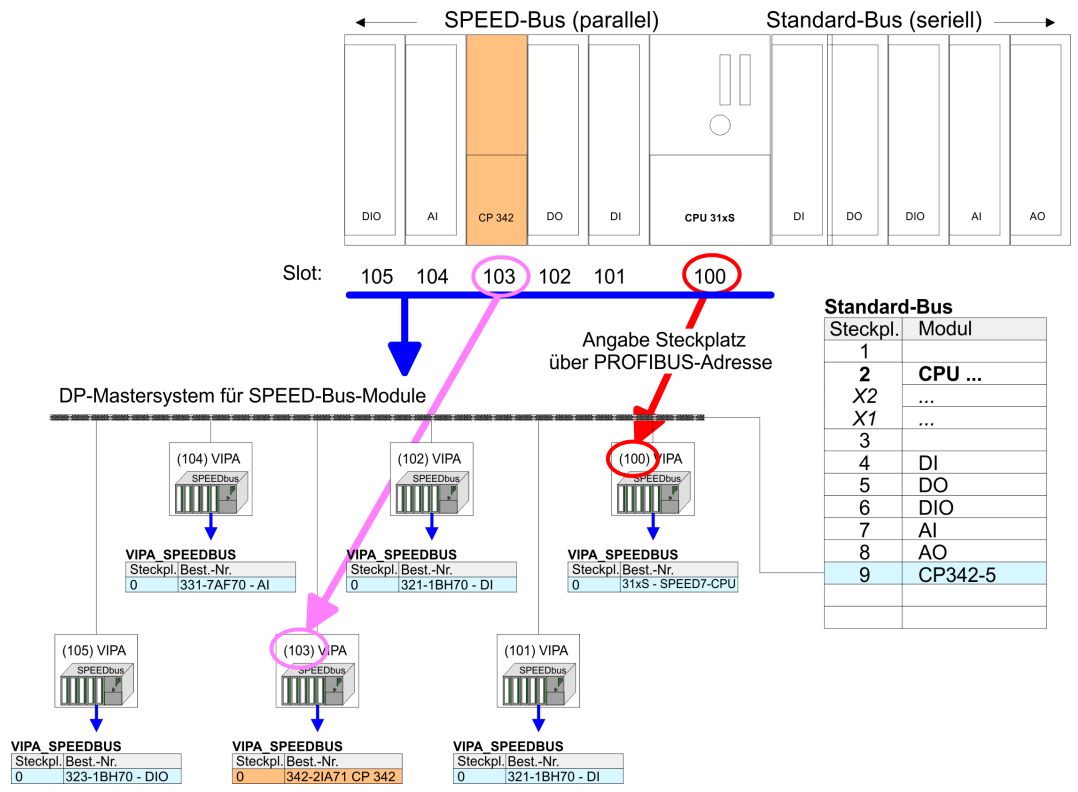 SPEED-Bus (parallel) Standard-Bus (seriell)
DIO AI CP 342 DO DI CPU 31xS DI DO DIO AI AO
Slot: 105 104 103 102 101 100
Angabe Steckplatz
über PROFIBUS-Adresse
DP-Mastersystem für SPEED-Bus-Module
(104) VIPA
SPEEDbus
VIPA_SPEEDBUS
Steckpl. Best.-Nr.
0 331-7AF70 - AI
(102) VIPA
SPEEDbus
VIPA_SPEEDBUS
Steckpl. Best.-Nr.
0 321-1BH70 - DI
(100) VIPA
SPEEDbus
VIPA_SPEEDBUS
Steckpl. Best.-Nr.
0 31xS - SPEED7-CPU
(105) VIPA
SPEEDbus
VIPA_SPEEDBUS
Steckpl. Best.-Nr.
0 323-1BH70 - DIO
(103) VIPA
SPEEDbus
VIPA_SPEEDBUS
Steckpl. Best.-Nr.
0 342-2IA71 CP 342
(101) VIPA
SPEEDbus
VIPA_SPEEDBUS
Steckpl. Best.-Nr.
0 321-1BH70 - DI
Standard-Bus
Steckpl. Modul
1
2 CPU ...
X2 ...
X1 ...
3
4 DI
5 DO
6 DIO
7 AI
8 AO
9 CP342-5